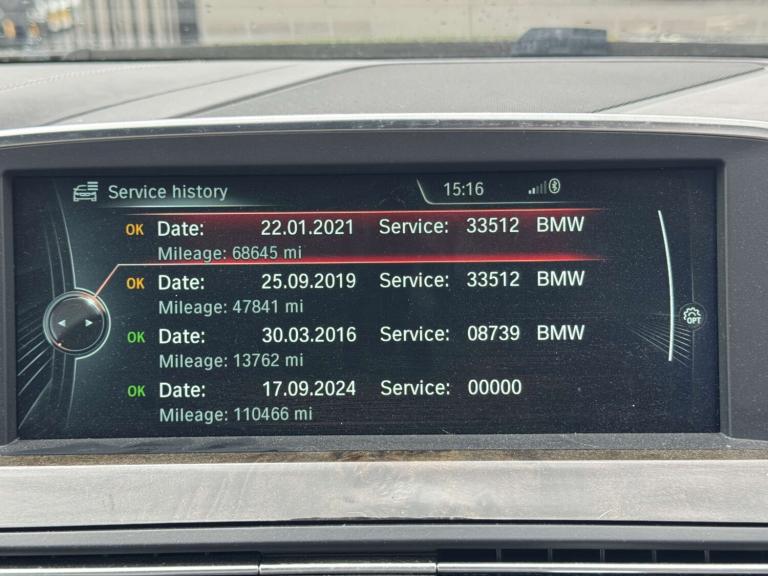 Service history 15:16
OK Date: 22.01.2021 Service: 33512 BMW
Mileage: 68645 mi
OK Date: 25.09.2019 Service: 33512 BMW
Mileage: 47841 mi
OPT
OK Date: 30.03.2016 Service: 08739 BMW
Mileage: 13762 mi
OK Date: 17.09.2024 Service: 00000
Mileage: 110466 mi